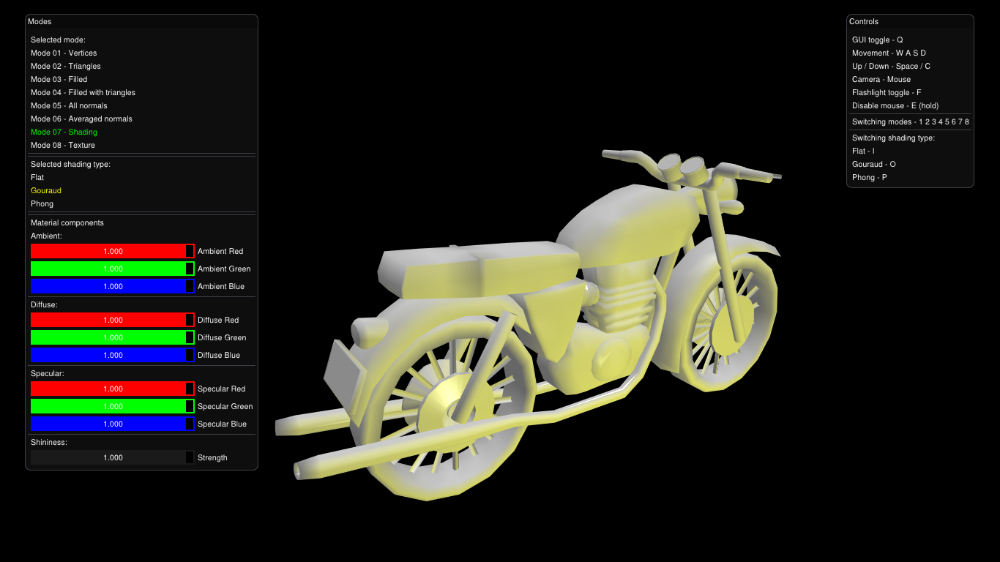 Modes
Selected mode:
Mode 01 - Vertices
Mode 02 - Triangles
Mode 03 - Filled
Mode 04 - Filled with triangles
Mode 05 - All normals
Mode 06 - Averaged normals
Mode 07 - Shading
Mode 08 - Texture
Selected shading type:
Flat
Gouraud
Phong
Material components
Ambient:
1.000 Ambient Red
1.000 Ambient Green
1.000 Ambient Blue
Diffuse:
1.000 Diffuse Red
1.000 Diffuse Green
1.000 Diffuse Blue
Specular:
1.000 Specular Red
1.000 Specular Green
1.000 Specular Blue
Shininess:
1.000 Strength
Controls
GUI toggle - Q
Movement - W A S D
Up / Down - Space / C
Camera - Mouse
Flashlight toggle - F
Disable mouse - E (hold)
Switching modes - 1 2 3 4 5 6 7 8
Switching shading type:
Flat - I
Gouraud - O
Phong - P